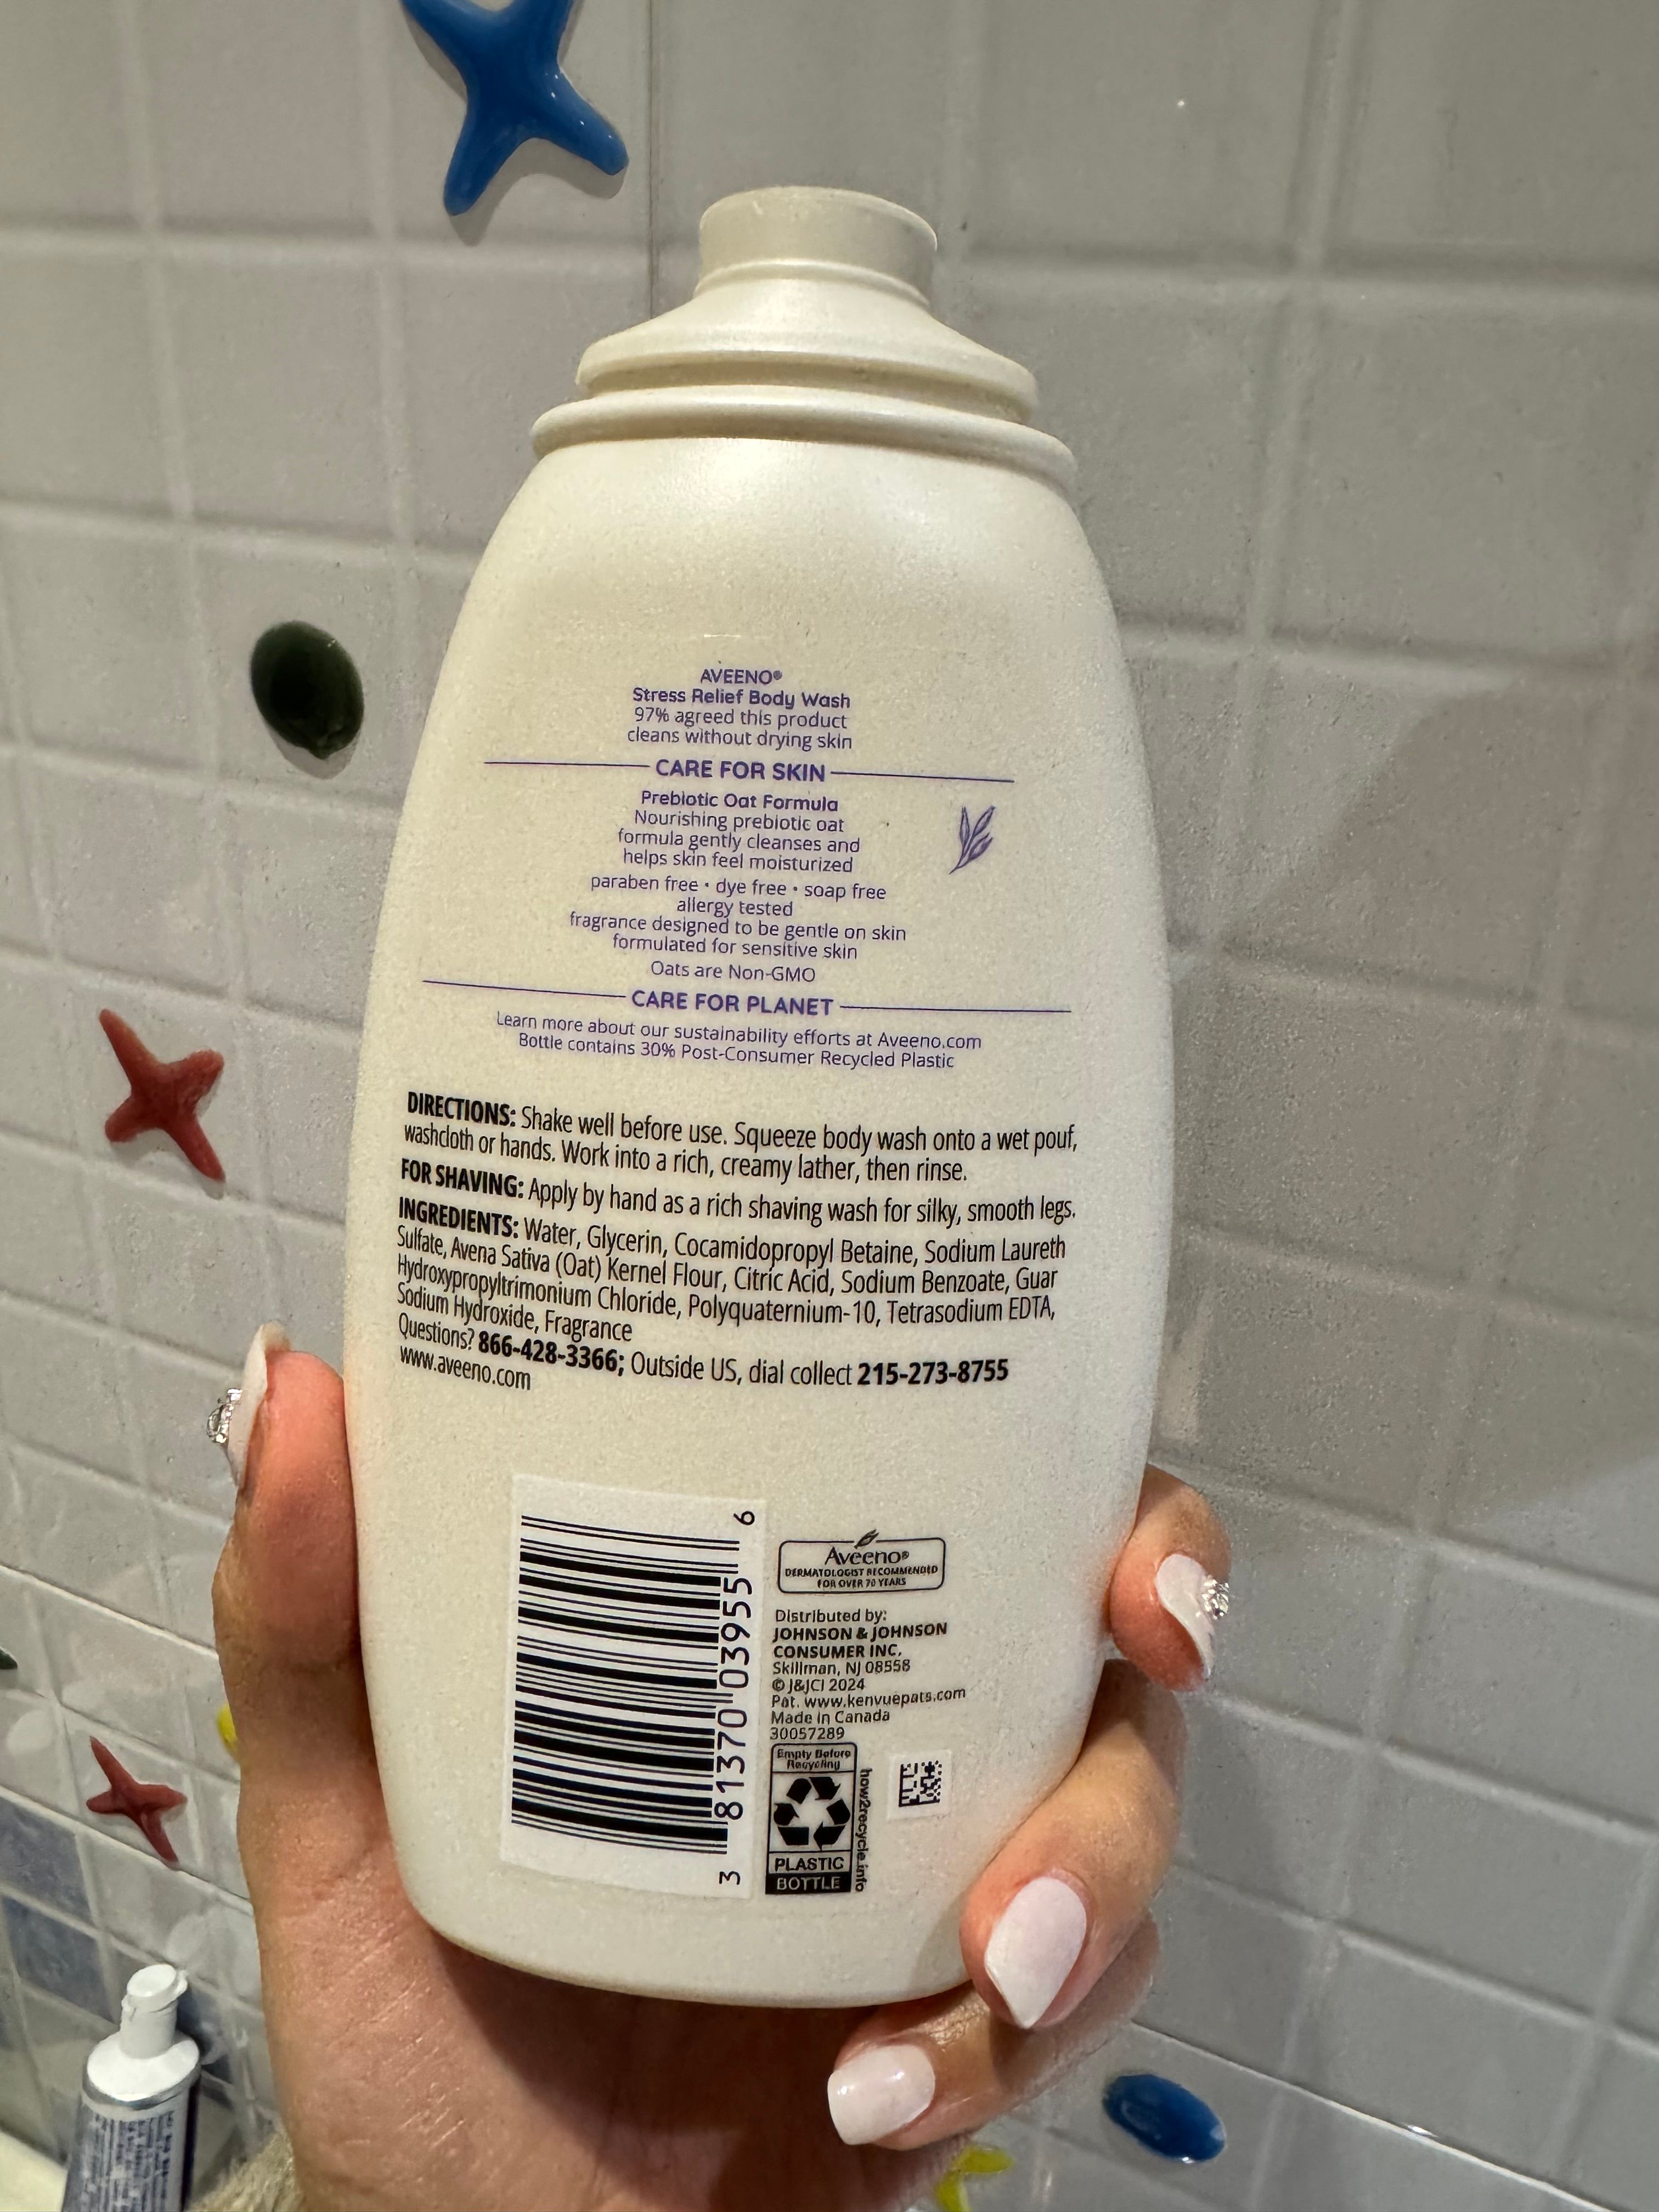 AVEENO®
Stress Relief Body Wash
97% agreed this product
cleans without drying skin
CARE FOR SKIN
Prebiotic Oat Formula
Nourishing prebiotic oat
formula gently cleanses and
helps skin feel moisturized
paraben free • dye free • soap free
allergy tested
fragrance designed to be gentle on skin
formulated for sensitive skin
Oats are Non-GMO
CARE FOR PLANET
Learn more about our sustainability efforts at Aveeno.com
Bottle contains 30% Post-Consumer Recycled Plastic
DIRECTIONS: Shake well before use. Squeeze body wash onto a wet pouf,
washcloth or hands. Work into a rich, creamy lather, then rinse.
FOR SHAVING: Apply by hand as a rich shaving wash for silky, smooth legs.
INGREDIENTS: Water, Glycerin, Cocamidopropyl Betaine, Sodium Laureth
Sulfate, Avena Sativa (Oat) Kernel Flour, Citric Acid, Sodium Benzoate, Guar
Hydroxypropyltrimonium Chloride, Polyquaternium-10, Tetrasodium EDTA,
Sodium Hydroxide, Fragrance
Questions? 866-428-3366; Outside US, dial collect 215-273-8755
www.aveeno.com
3 81370 03955 6
Aveeno®
DERMATOLOGIST RECOMMENDED
FOR OVER 70 YEARS
Distributed by:
JOHNSON & JOHNSON
CONSUMER INC.
Skillman, NJ 08558
© J&JCI 2024
Pat. www.kenvuepats.com
Made in Canada
30057289
Empty Before
Recycling
PLASTIC
BOTTLE
how2recycle.info